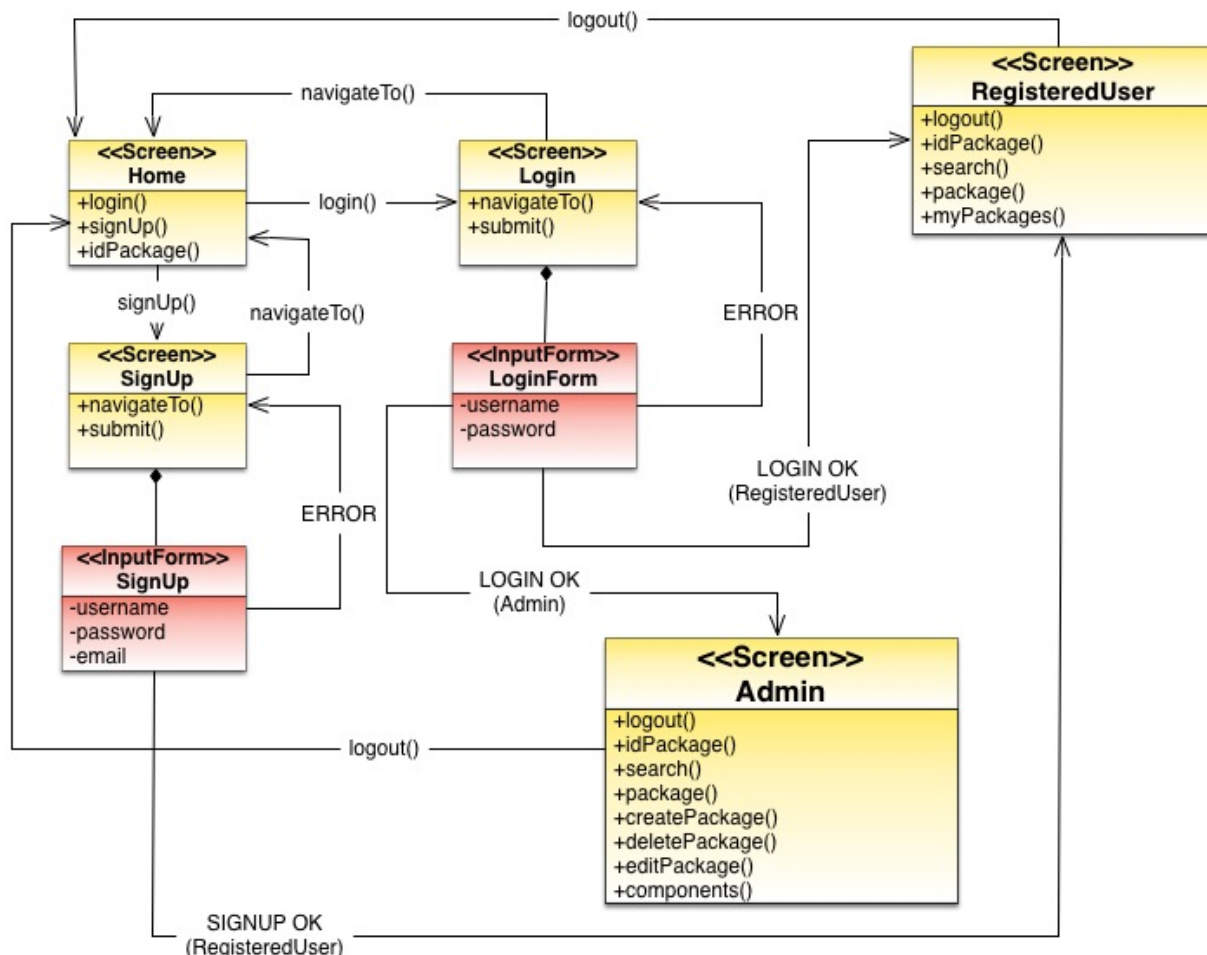 logout()
<<Screen>>
RegisteredUser
+logout()
+idPackage()
+search()
+package()
+myPackages()
navigateTo()
<<Screen>>
Home
+login()
+signUp()
+idPackage()
login()
<<Screen>>
Login
+navigateTo()
+submit()
signUp()
navigateTo()
ERROR
<<Screen>>
SignUp
+navigateTo()
+submit()
<<InputForm>>
LoginForm
-username
-password
LOGIN OK
(RegisteredUser)
ERROR
<<InputForm>>
SignUp
-username
-password
-email
LOGIN OK
(Admin)
<<Screen>>
Admin
+logout()
+idPackage()
+search()
+package()
+createPackage()
+deletePackage()
+editPackage()
+components()
logout()
SIGNUP OK
(RegisteredUser)